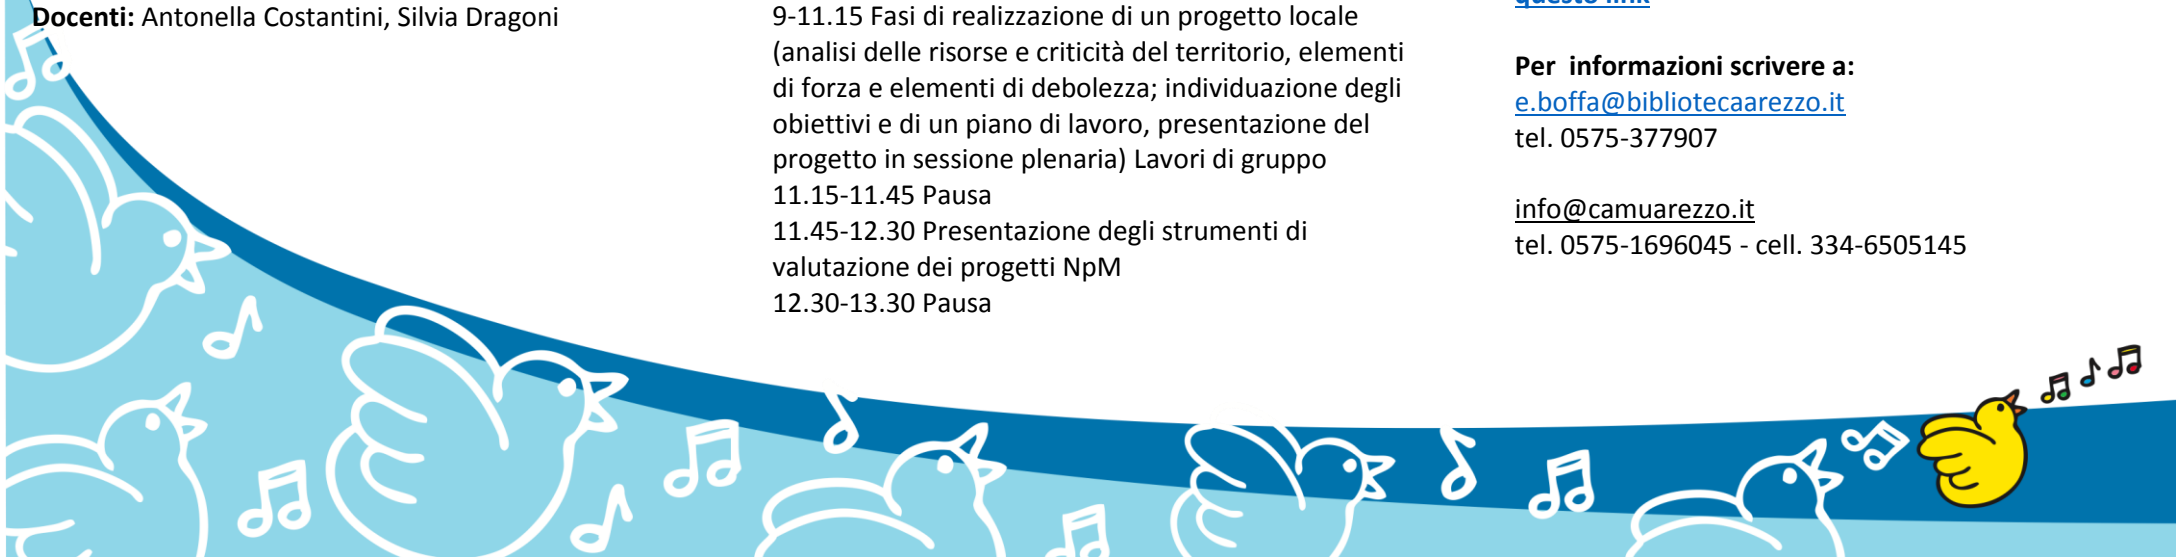 Docenti: Antonella Costantini, Silvia Dragoni
9-11.15 Fasi di realizzazione di un progetto locale
(analisi delle risorse e criticità del territorio, elementi
di forza e elementi di debolezza; individuazione degli
obiettivi e di un piano di lavoro, presentazione del
progetto in sessione plenaria) Lavori di gruppo
11.15-11.45 Pausa
11.45-12.30 Presentazione degli strumenti di
valutazione dei progetti NpM
12.30-13.30 Pausa
questo link
Per informazioni scrivere a:
e.boffa@bibliotecaarezzo.it
tel. 0575-377907
info@camuarezzo.it
tel. 0575-1696045 - cell. 334-6505145